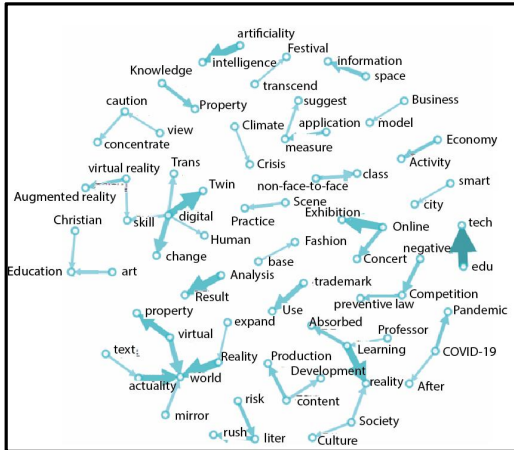 artificiality
Festival
intelligence
information
Knowledge
space
transcend
suggest
Property
Business
caution
Climate
application
view
model
measure
concentrate
Economy
virtual reality
Trans
Crisis
class
Activity
Twin
non-face-to-face
smart
Augmented reality
Scene
Christian
digital
Exhibition
city
skill
Practice
Online
tech
Human
Fashion
negative
change
base
Concert
Education
art
edu
Analysis
trademark
Competition
Result
preventive law
property
Use
Pandemic
Absorbed
virtual
expand
Professor
text
Reality
Production
Learning
COVID-19
Development
actuality
world
reality
After
content
risk
mirror
Society
rush
liter
Culture